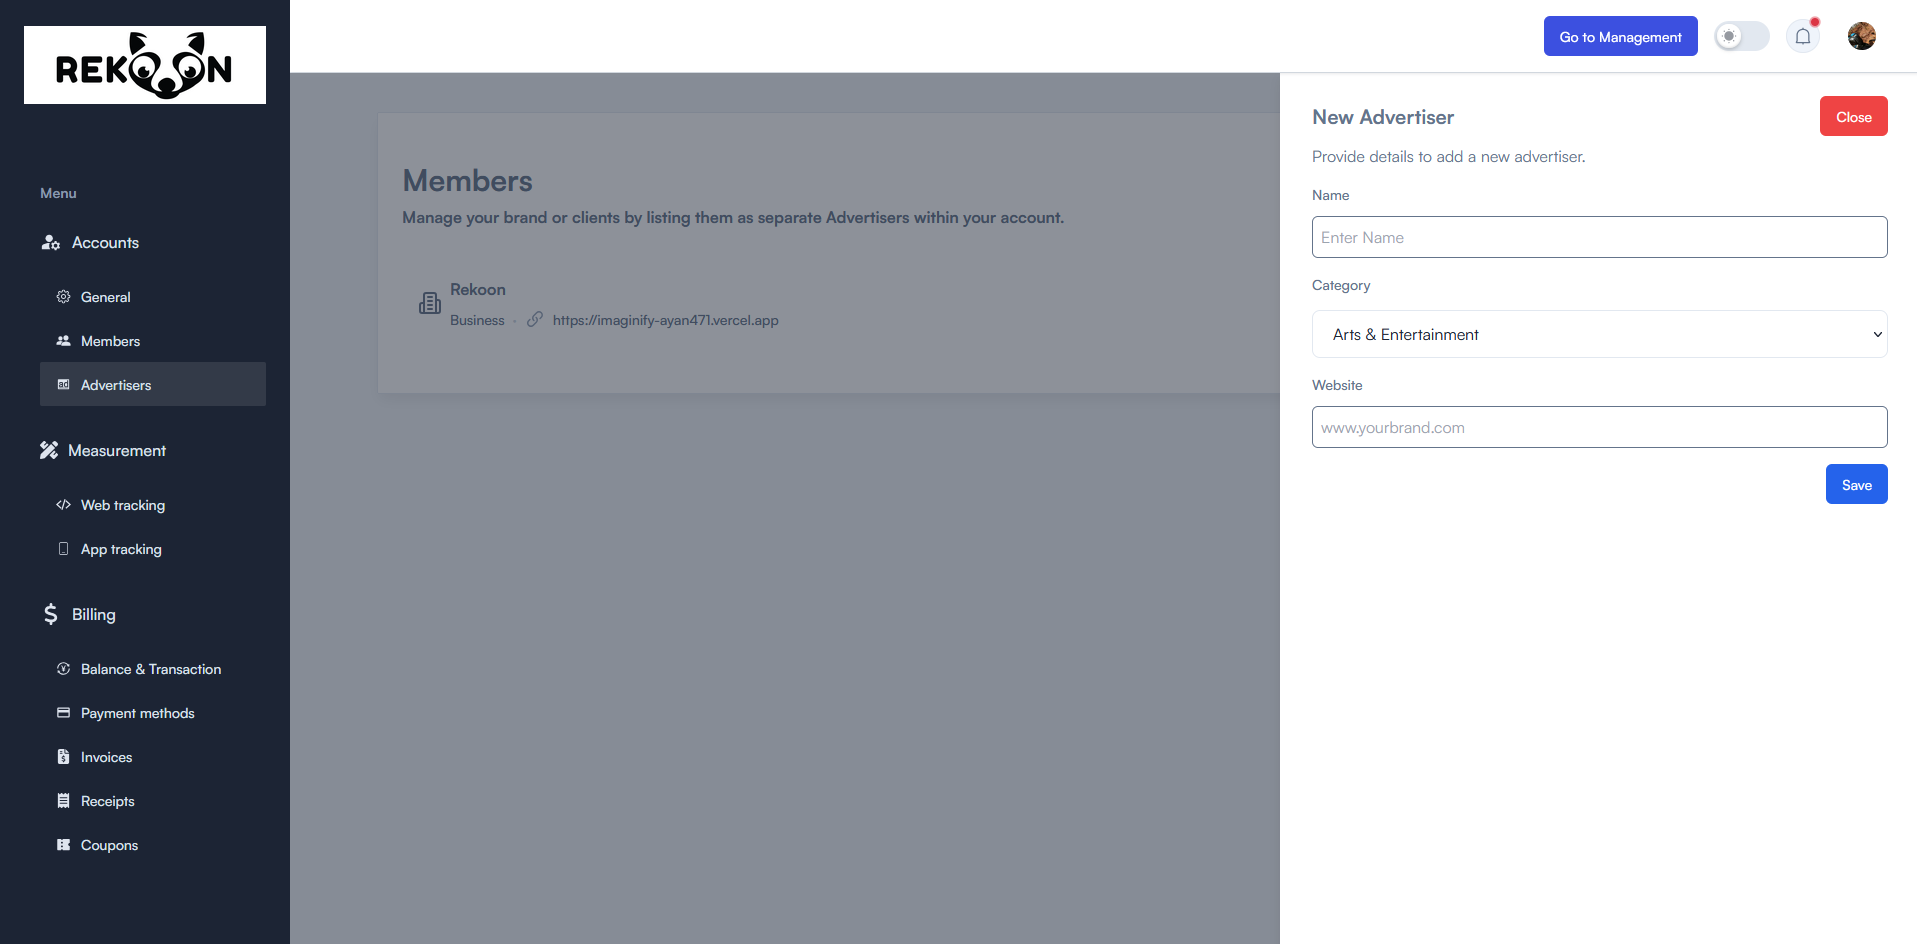 REKOON
Menu
Accounts
General
Members
Advertisers
Measurement
Web tracking
App tracking
Billing
Balance & Transaction
Payment methods
Invoices
Receipts
Coupons
Go to Management
Members
Manage your brand or clients by listing them as separate Advertisers within your account.
Rekoon
Business · https://imaginify-ayan471.vercel.app
New Advertiser
Close
Provide details to add a new advertiser.
Name
Enter Name
Category
Arts & Entertainment
Website
www.yourbrand.com
Save